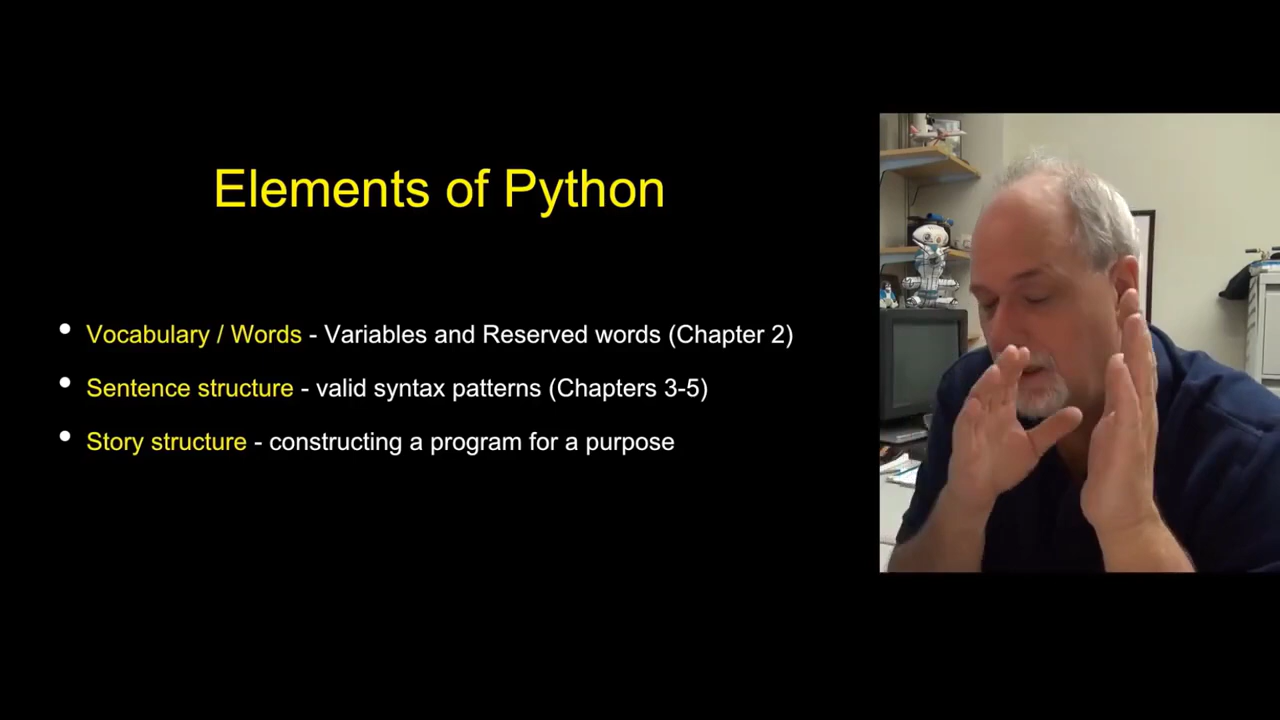 Elements of Python
• Vocabulary / Words - Variables and Reserved words (Chapter 2)
• Sentence structure - valid syntax patterns (Chapters 3-5)
• Story structure - constructing a program for a purpose